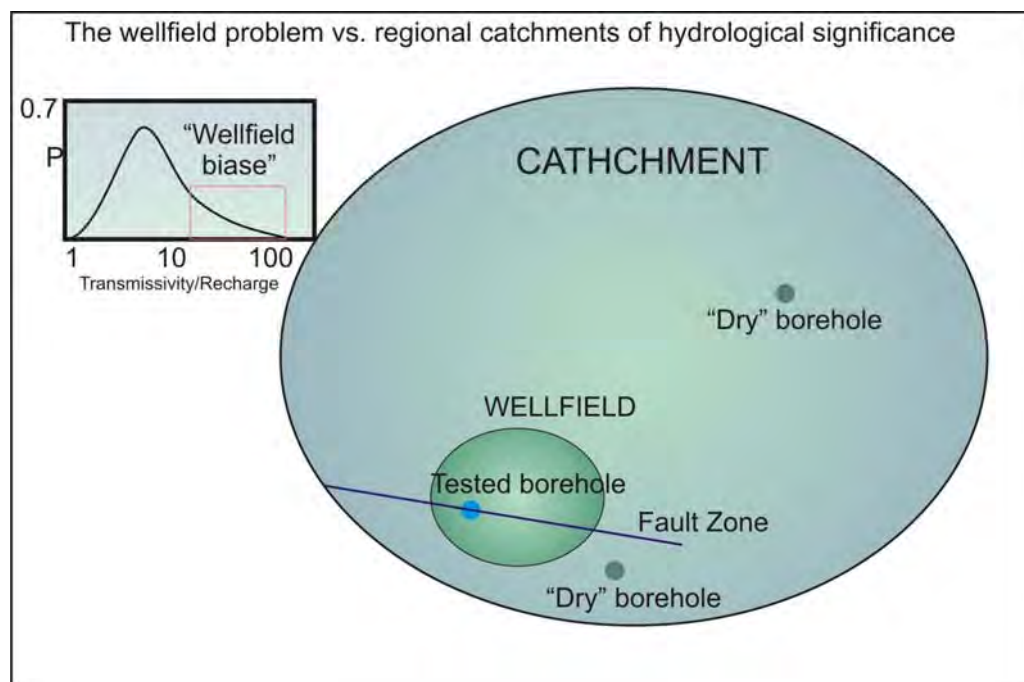 The wellfield problem vs. regional catchments of hydrological significance
0.7
P
“Wellfield
biase”
1 10 100
Transmissivity/Recharge
CATHCHMENT
“Dry” borehole
WELLFIELD
Tested borehole
Fault Zone
“Dry” borehole